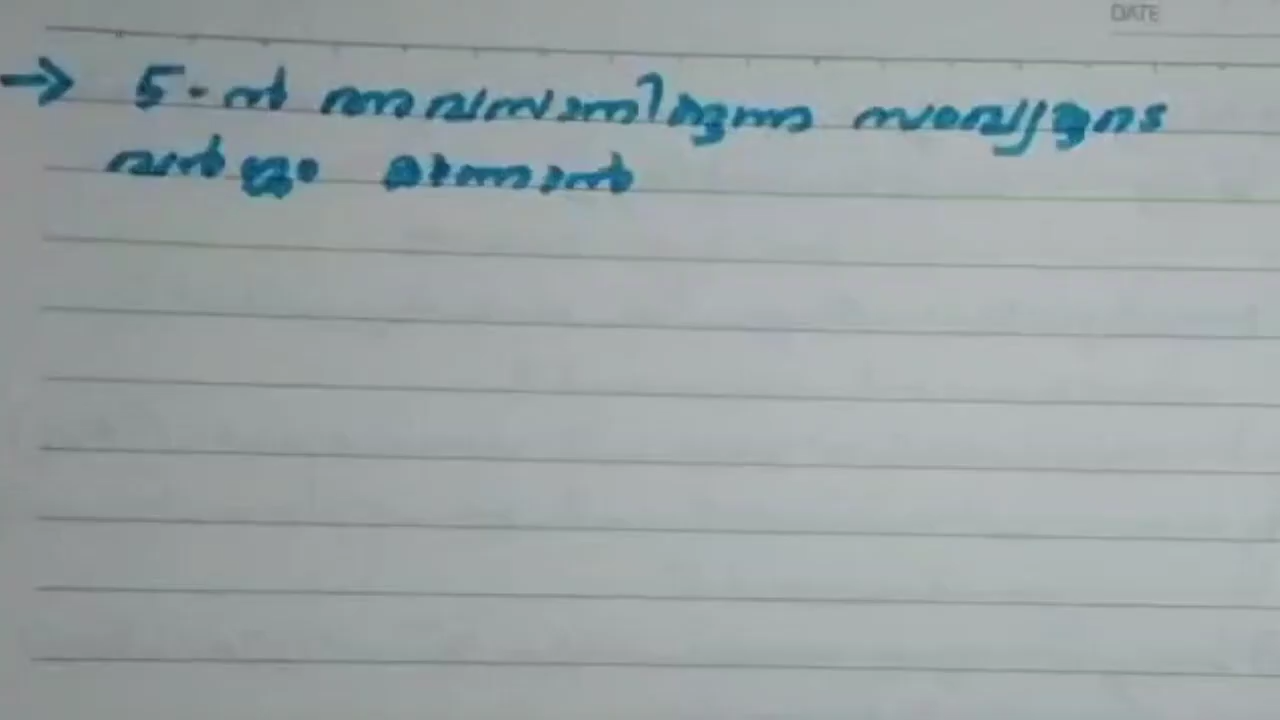 DATE
→ 5-ൽ അവസാനിക്കുന്ന സംഖ്യകളുടെ
വർഗ്ഗം കാണാൻ